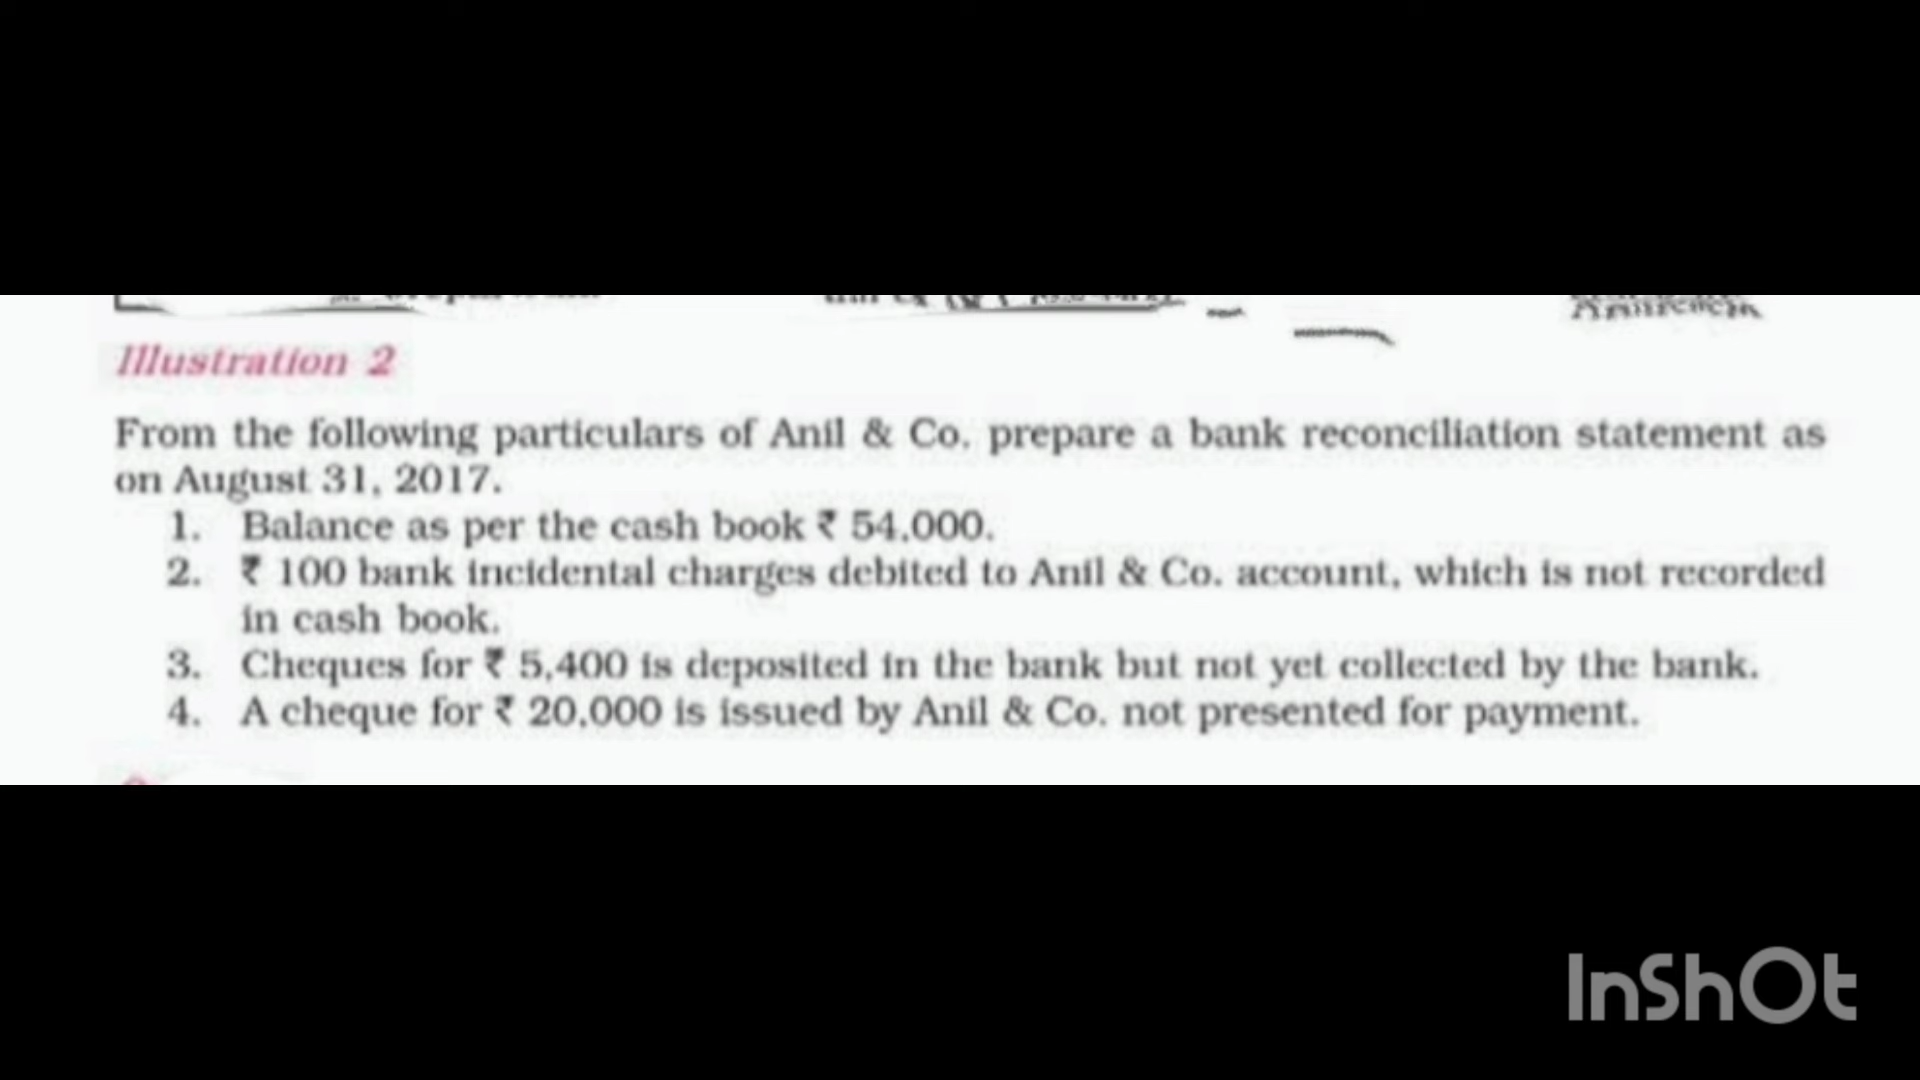 Illustration 2
From the following particulars of Anil & Co. prepare a bank reconciliation statement as
on August 31, 2017.
1. Balance as per the cash book ₹ 54,000.
2. ₹ 100 bank incidental charges debited to Anil & Co. account, which is not recorded
in cash book.
3. Cheques for ₹ 5,400 is deposited in the bank but not yet collected by the bank.
4. A cheque for ₹ 20,000 is issued by Anil & Co. not presented for payment.
InShOt